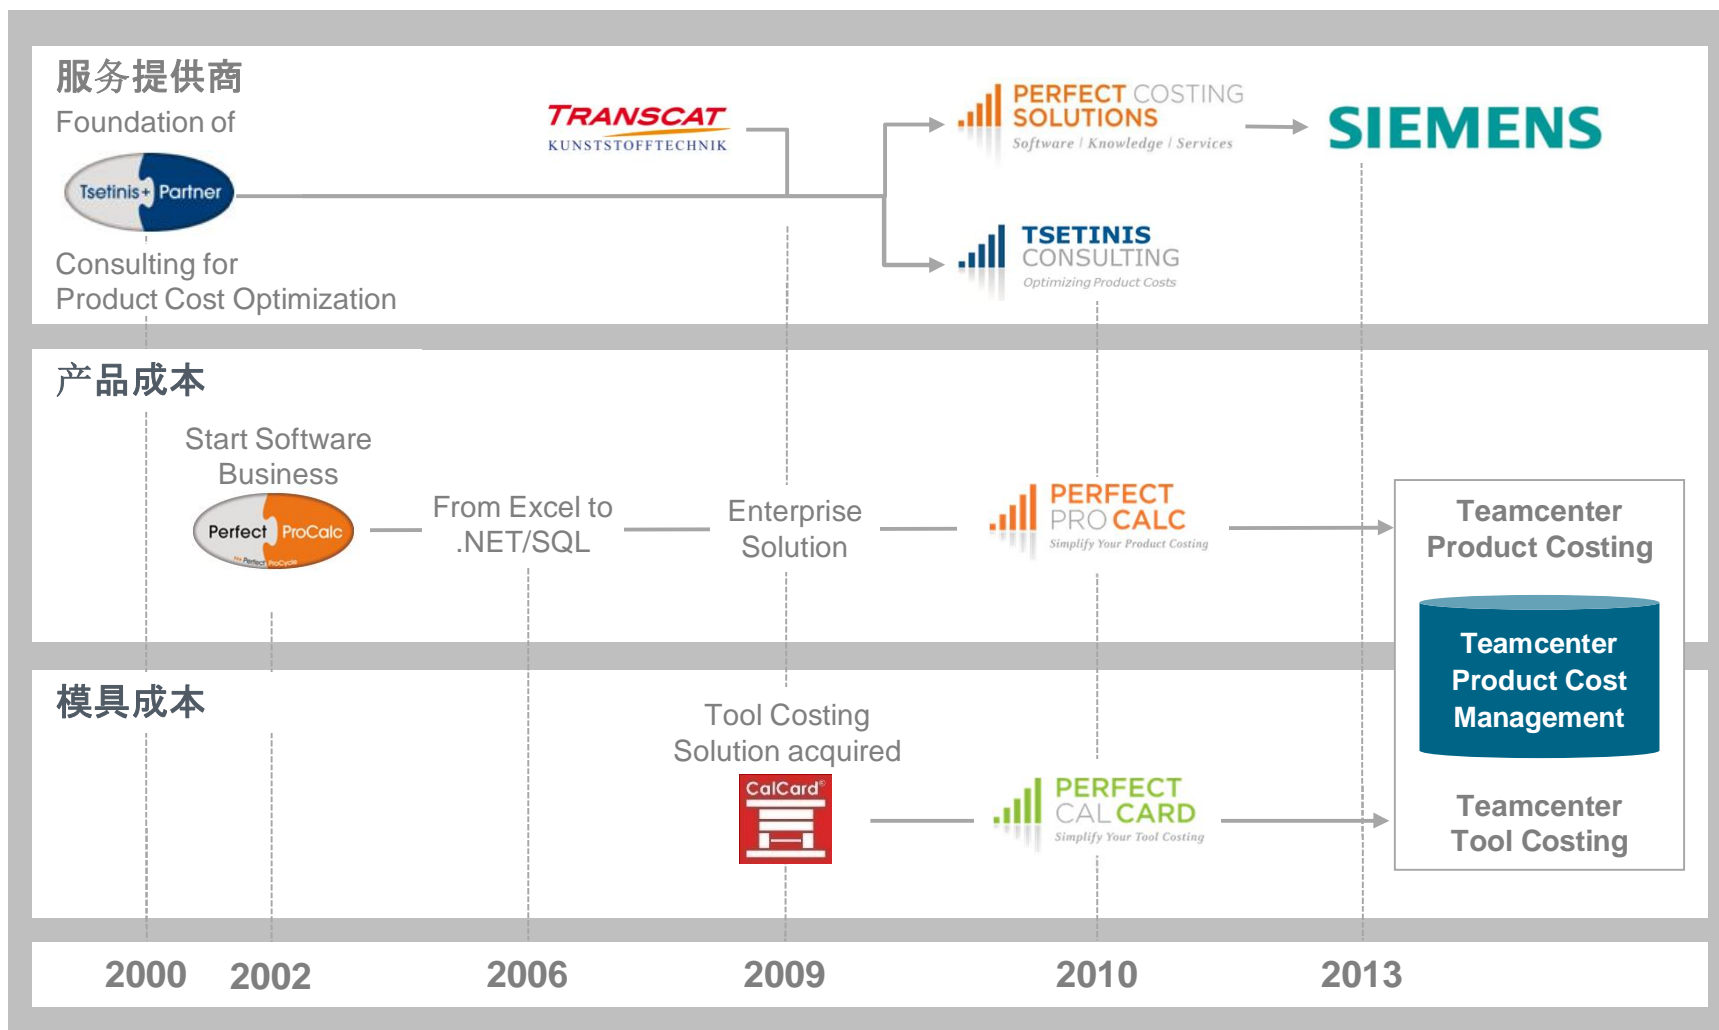 服务提供商
Foundation of
Tsetinis+ Partner
Consulting for
Product Cost Optimization
TRANSCAT
KUNSTSTOFFTECHNIK
PERFECT COSTING
SOLUTIONS
Software | Knowledge | Services
SIEMENS
TSETINIS
CONSULTING
Optimizing Product Costs
产品成本
Start Software
Business
Perfect ProCalc
The Perfect ProCycle
From Excel to
.NET/SQL
Enterprise
Solution
PERFECT
PRO CALC
Simplify Your Product Costing
Teamcenter
Product Costing
Teamcenter
Product Cost
Management
Teamcenter
Tool Costing
模具成本
Tool Costing
Solution acquired
CalCard®
PERFECT
CAL CARD
Simplify Your Tool Costing
2000
2002
2006
2009
2010
2013